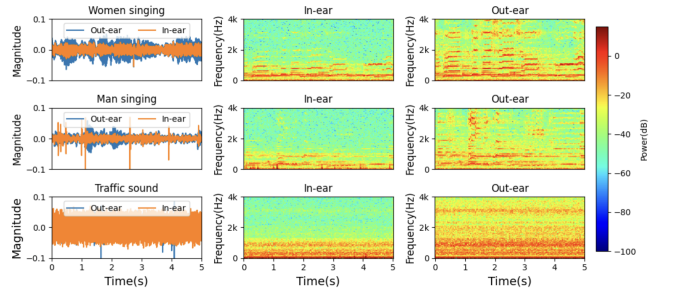 Women singing
In-ear
Out-ear
Magnitude
0.1
0.0
−0.1
Out-ear
In-ear
Frequency(Hz)
4k
2k
0
Frequency(Hz)
4k
2k
0
Man singing
In-ear
Out-ear
Magnitude
0.1
0.0
−0.1
Out-ear
In-ear
Frequency(Hz)
4k
2k
0
Frequency(Hz)
4k
2k
0
Traffic sound
In-ear
Out-ear
Magnitude
0.1
0.0
−0.1
Out-ear
In-ear
0 1 2 3 4 5
Time(s)
Frequency(Hz)
4k
2k
0
0 1 2 3 4 5
Time(s)
Frequency(Hz)
4k
2k
0
0 1 2 3 4 5
Time(s)
0
−20
−40
−60
−80
−100
Power(dB)